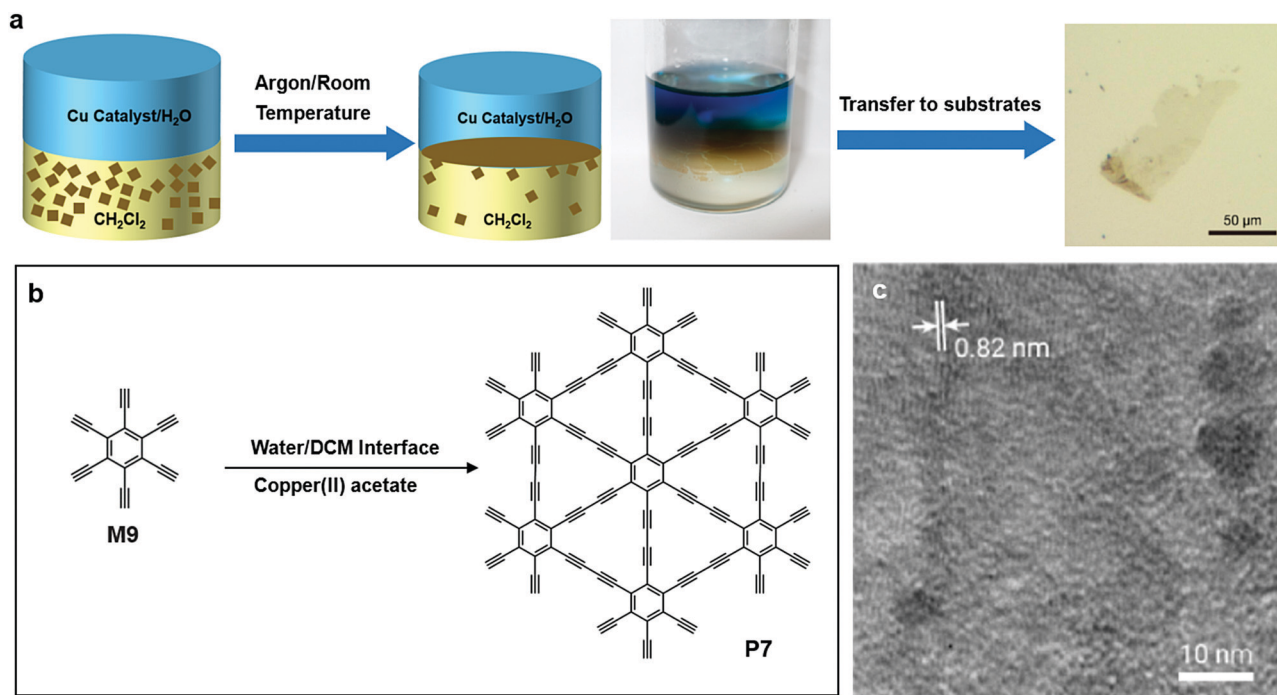 a
Cu Catalyst/H₂O
CH₂Cl₂
Argon/Room
Temperature
Cu Catalyst/H₂O
CH₂Cl₂
Transfer to substrates
50 µm
b
M9
Water/DCM Interface
Copper(II) acetate
P7
c
0.82 nm
10 nm